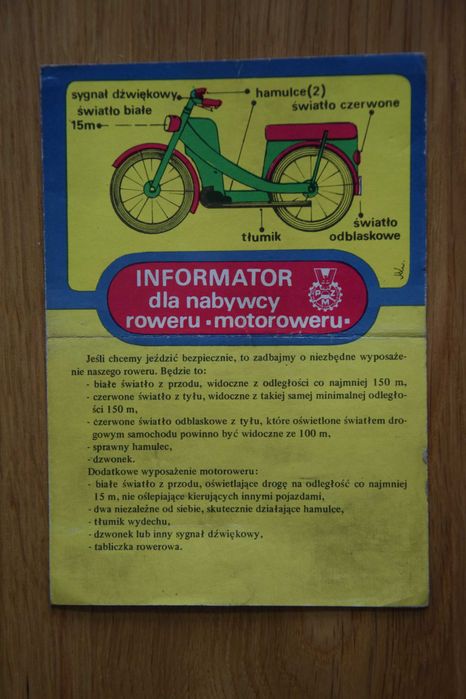 sygnał dźwiękowy
hamulce(2)
światło czerwone
światło białe
15m
tłumik
światło
odblaskowe
INFORMATOR
dla nabywcy
roweru • motoroweru •
PZM
Jeśli chcemy jeździć bezpiecznie, to zadbajmy o niezbędne wyposaże-
nie naszego roweru. Będzie to:
- białe światło z przodu, widoczne z odległości co najmniej 150 m,
- czerwone światło z tyłu, widoczne z takiej samej minimalnej odległo-
ści 150 m,
- czerwone światło odblaskowe z tyłu, które oświetlone światłem dro-
gowym samochodu powinno być widoczne ze 100 m,
- sprawny hamulec,
- dzwonek.
Dodatkowe wyposażenie motoroweru:
- białe światło z przodu, oświetlające drogę na odległość co najmniej
15 m, nie oślepiające kierujących innymi pojazdami,
- dwa niezależne od siebie, skutecznie działające hamulce,
- tłumik wydechu,
- dzwonek lub inny sygnał dźwiękowy,
- tabliczka rowerowa.